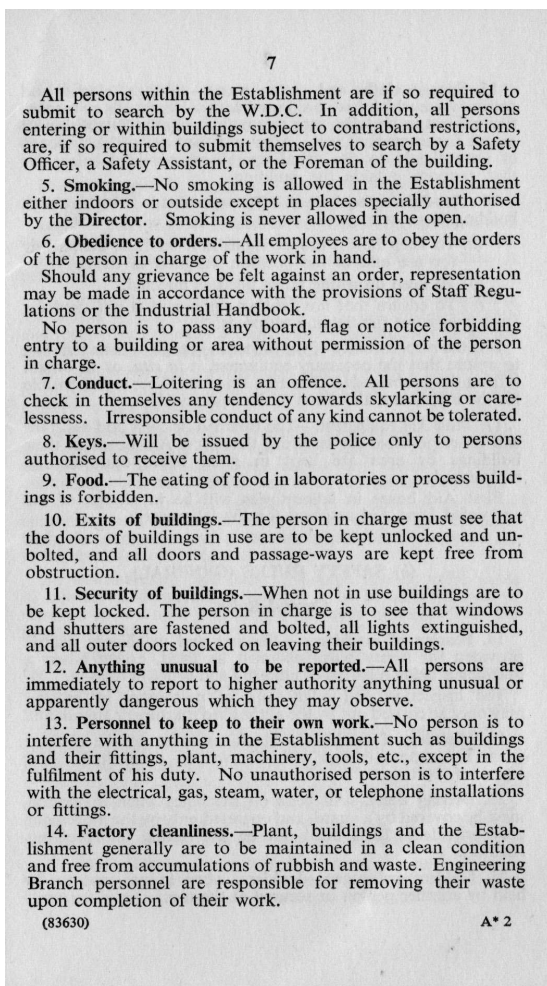 7
All persons within the Establishment are if so required to
submit to search by the W.D.C. In addition, all persons
entering or within buildings subject to contraband restrictions,
are, if so required to submit themselves to search by a Safety
Officer, a Safety Assistant, or the Foreman of the building.
5. Smoking.—No smoking is allowed in the Establishment
either indoors or outside except in places specially authorised
by the Director. Smoking is never allowed in the open.
6. Obedience to orders.—All employees are to obey the orders
of the person in charge of the work in hand.
Should any grievance be felt against an order, representation
may be made in accordance with the provisions of Staff Regu-
lations or the Industrial Handbook.
No person is to pass any board, flag or notice forbidding
entry to a building or area without permission of the person
in charge.
7. Conduct.—Loitering is an offence. All persons are to
check in themselves any tendency towards skylarking or care-
lessness. Irresponsible conduct of any kind cannot be tolerated.
8. Keys.—Will be issued by the police only to persons
authorised to receive them.
9. Food.—The eating of food in laboratories or process build-
ings is forbidden.
10. Exits of buildings.—The person in charge must see that
the doors of buildings in use are to be kept unlocked and un-
bolted, and all doors and passage-ways are kept free from
obstruction.
11. Security of buildings.—When not in use buildings are to
be kept locked. The person in charge is to see that windows
and shutters are fastened and bolted, all lights extinguished,
and all outer doors locked on leaving their buildings.
12. Anything unusual to be reported.—All persons are
immediately to report to higher authority anything unusual or
apparently dangerous which they may observe.
13. Personnel to keep to their own work.—No person is to
interfere with anything in the Establishment such as buildings
and their fittings, plant, machinery, tools, etc., except in the
fulfilment of his duty. No unauthorised person is to interfere
with the electrical, gas, steam, water, or telephone installations
or fittings.
14. Factory cleanliness.—Plant, buildings and the Estab-
lishment generally are to be maintained in a clean condition
and free from accumulations of rubbish and waste. Engineering
Branch personnel are responsible for removing their waste
upon completion of their work.
(83630) A* 2